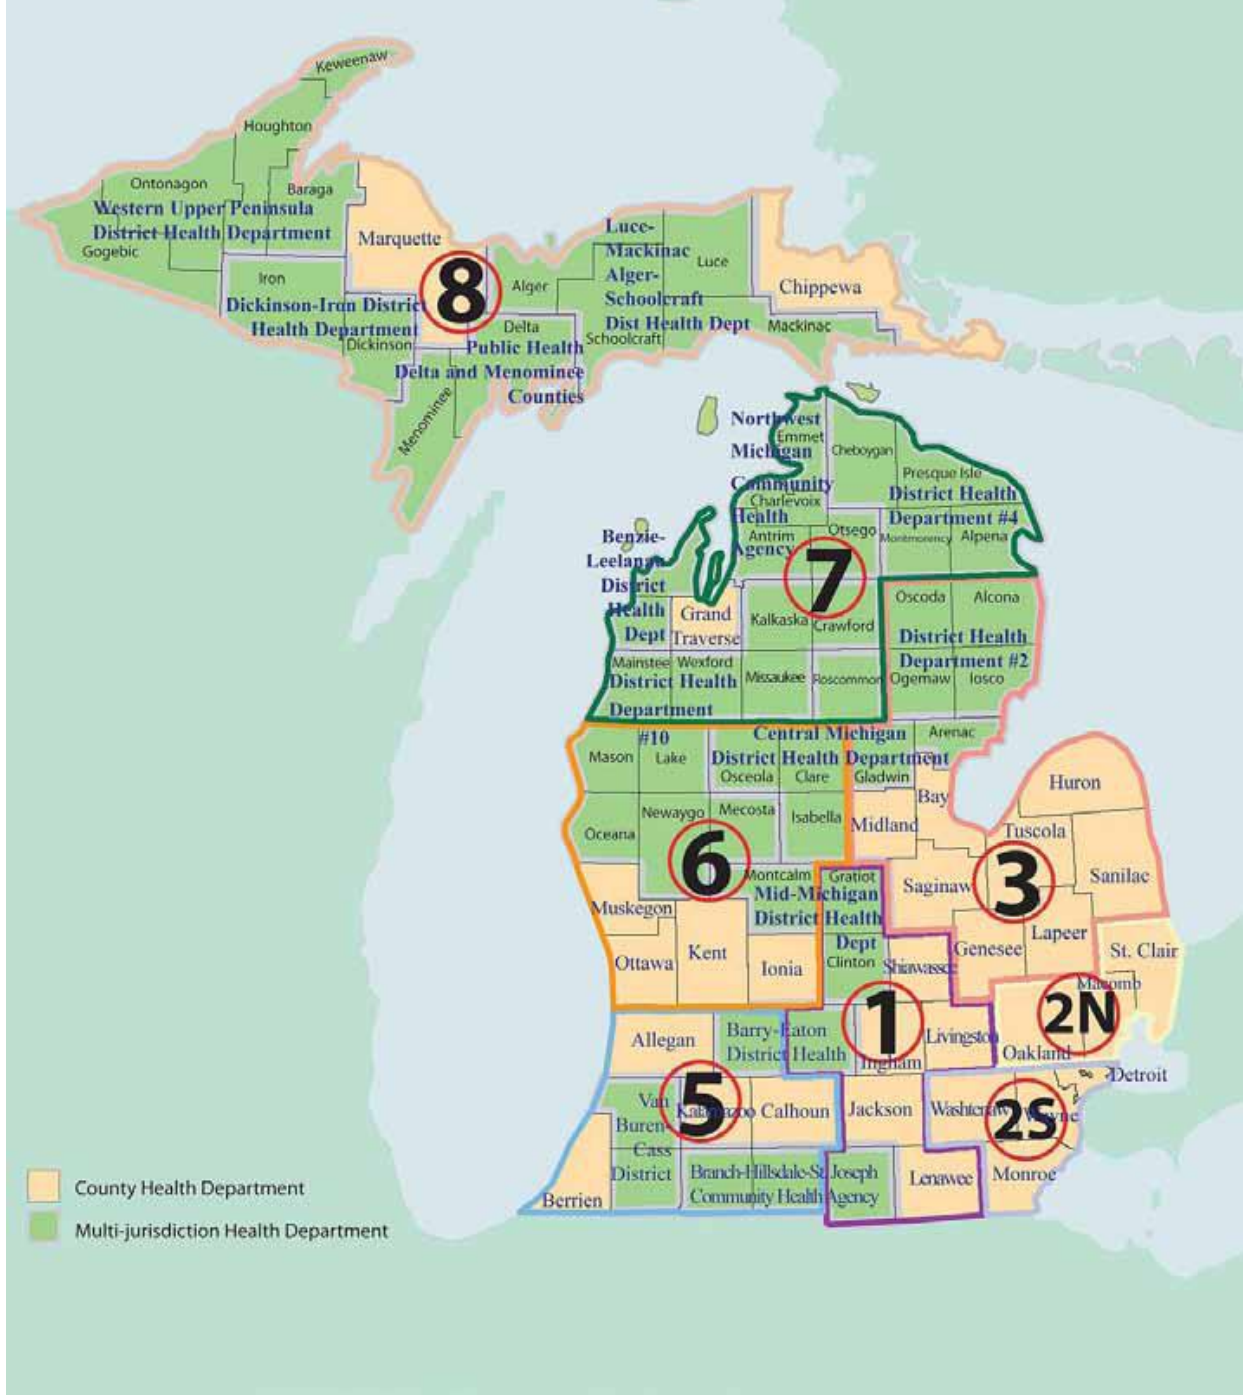 Keweenaw
Houghton
Ontonagon
Baraga
Western Upper Peninsula
District Health Department
Gogebic
Marquette
Iron
Dickinson-Iron District
Health Department
Dickinson
8
Alger
Luce-
Mackinac
Alger-
Schoolcraft
Dist Health Dept
Luce
Chippewa
Mackinac
Schoolcraft
Delta
Public Health
Delta and Menominee
Counties
Menominee
Northwest
Michigan
Community
Health
Agency
Emmet
Cheboygan
Presque Isle
District Health
Department #4
Charlevoix
Antrim
Otsego
Montmorency
Alpena
7
Benzie-
Leelanau
District
Health
Dept
Grand
Traverse
Kalkaska
Crawford
Oscoda
Alcona
District Health
Department #2
Ogemaw
Iosco
Mainstee
Wexford
Missaukee
Roscommon
District Health
Department
#10
Central Michigan
District Health Department
Arenac
Mason
Lake
Osceola
Clare
Gladwin
Bay
Huron
Newaygo
Mecosta
Isabella
Midland
Oceana
Tuscola
6
3
Montcalm
Gratiot
Saginaw
Sanilac
Mid-Michigan
District Health
Dept
Muskegon
Clinton
Shiawassee
Genesee
Lapeer
St. Clair
Ottawa
Kent
Ionia
Macomb
2N
1
Allegan
Barry-Eaton
District Health
Ingham
Livingston
Oakland
Detroit
5
Van
Buren-
Cass
District
Kalamazoo
Calhoun
Jackson
Washtenaw
Wayne
2S
Berrien
Branch-Hillsdale-St. Joseph
Community Health Agency
Lenawee
Monroe
County Health Department
Multi-jurisdiction Health Department